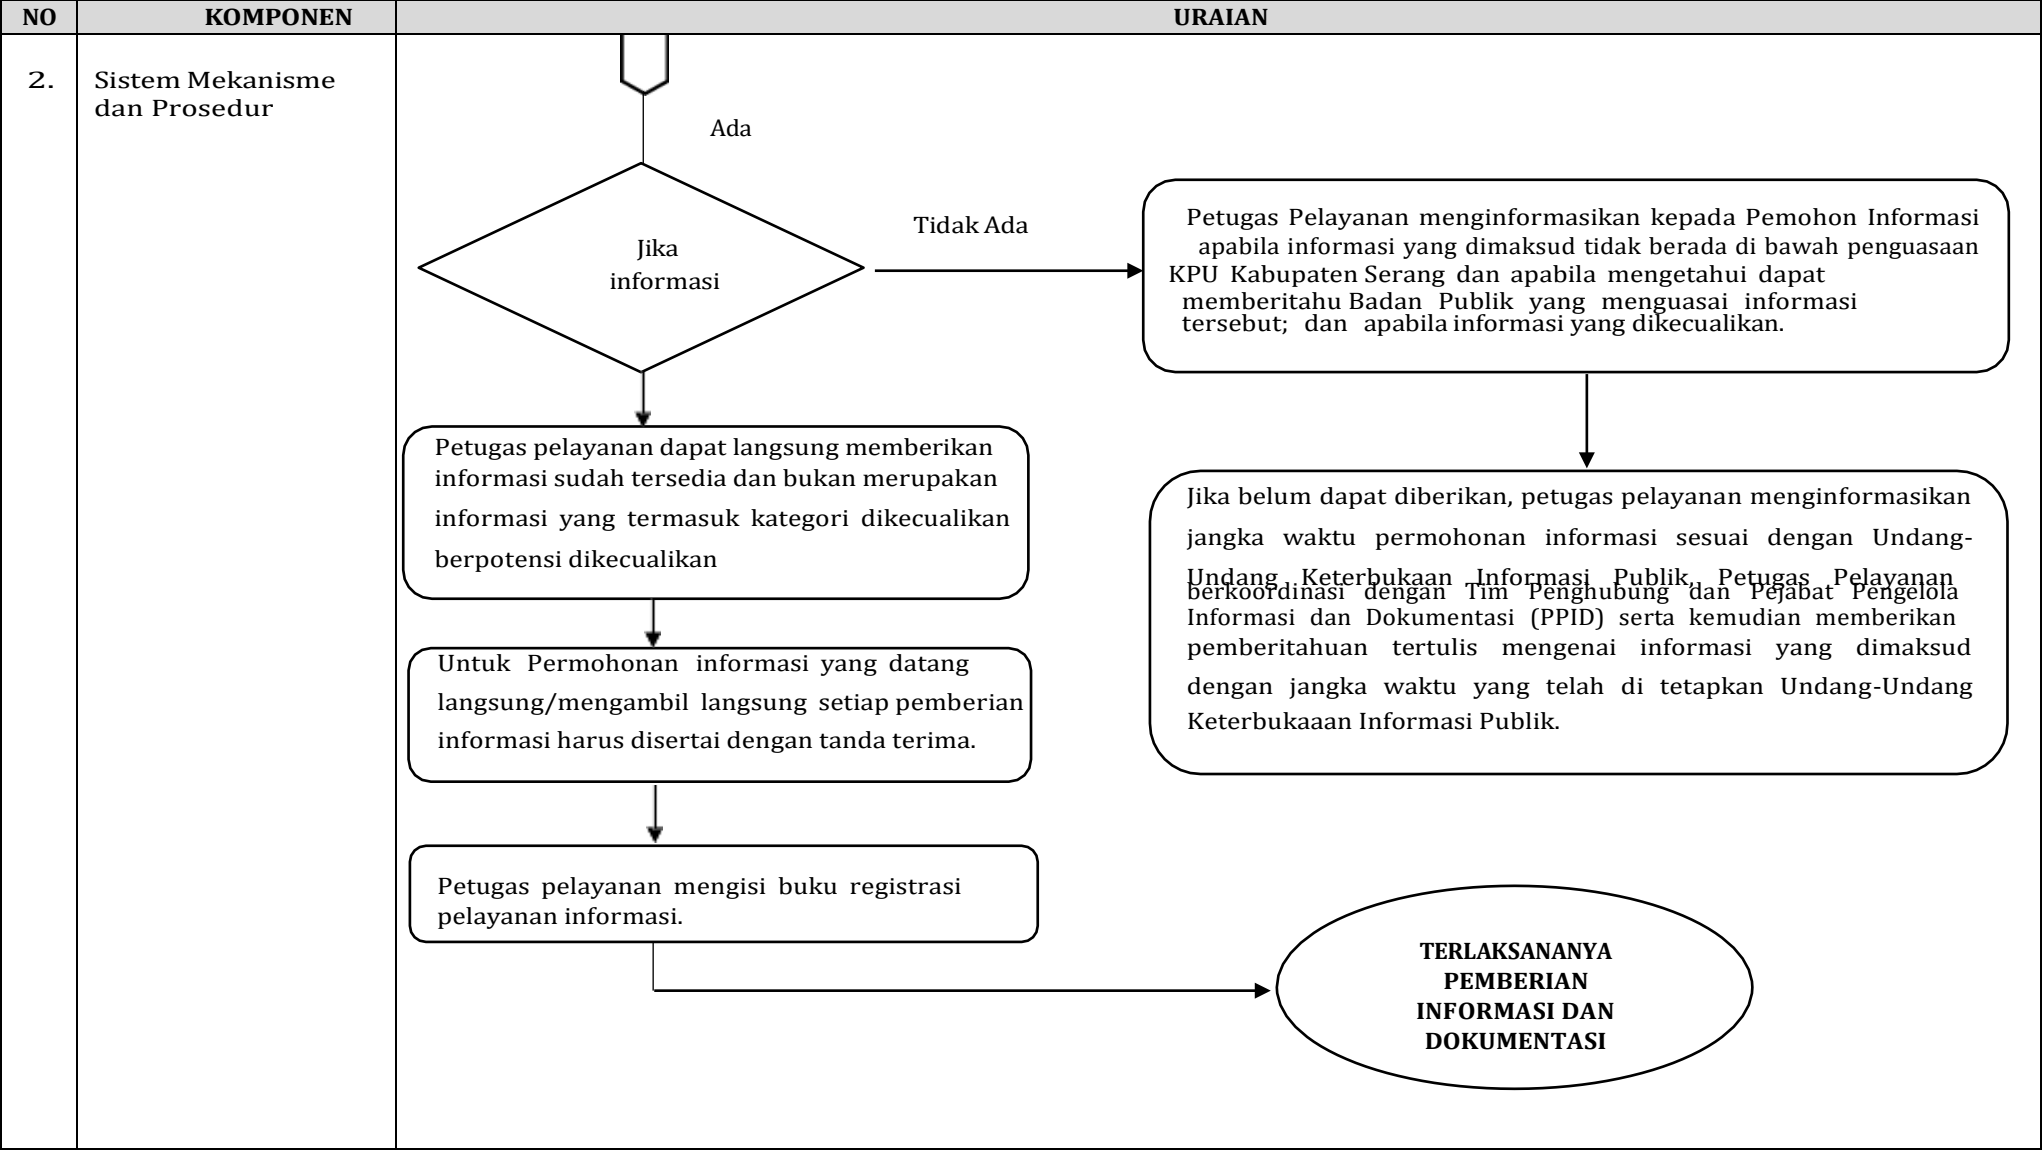 NO KOMPONEN URAIAN
2. Sistem Mekanisme
dan Prosedur
Ada
Jika
informasi
Tidak Ada
Petugas Pelayanan menginformasikan kepada Pemohon Informasi
apabila informasi yang dimaksud tidak berada di bawah penguasaan
KPU Kabupaten Serang dan apabila mengetahui dapat
memberitahu Badan Publik yang menguasai informasi
tersebut; dan apabila informasi yang dikecualikan.
Petugas pelayanan dapat langsung memberikan
informasi sudah tersedia dan bukan merupakan
informasi yang termasuk kategori dikecualikan
berpotensi dikecualikan
Jika belum dapat diberikan, petugas pelayanan menginformasikan
jangka waktu permohonan informasi sesuai dengan Undang-
Undang Keterbukaan Informasi Publik, Petugas Pelayanan
berkoordinasi dengan Tim Penghubung dan Pejabat Pengelola
Informasi dan Dokumentasi (PPID) serta kemudian memberikan
pemberitahuan tertulis mengenai informasi yang dimaksud
dengan jangka waktu yang telah di tetapkan Undang-Undang
Keterbukaaan Informasi Publik.
Untuk Permohonan informasi yang datang
langsung/mengambil langsung setiap pemberian
informasi harus disertai dengan tanda terima.
Petugas pelayanan mengisi buku registrasi
pelayanan informasi.
TERLAKSANANYA
PEMBERIAN
INFORMASI DAN
DOKUMENTASI